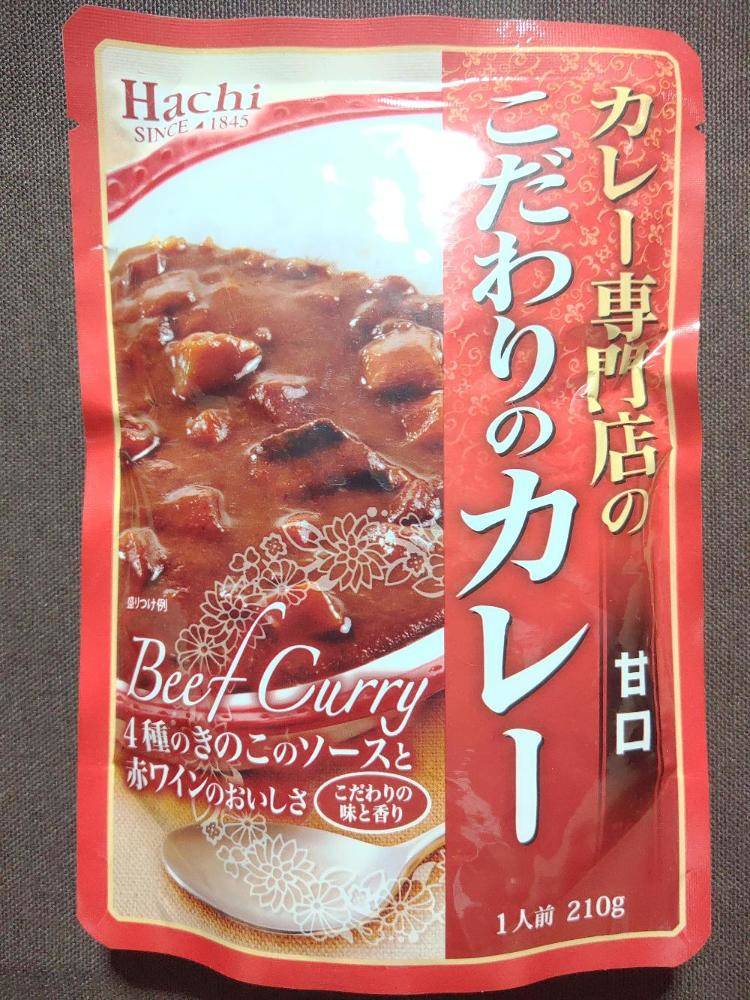 Hachi
SINCE 1845
カレー専門店の
こだわりのカレー
甘口
盛りつけ例
Beef Curry
4種のきのこのソースと
赤ワインのおいしさ
こだわりの
味と香り
1人前 210g